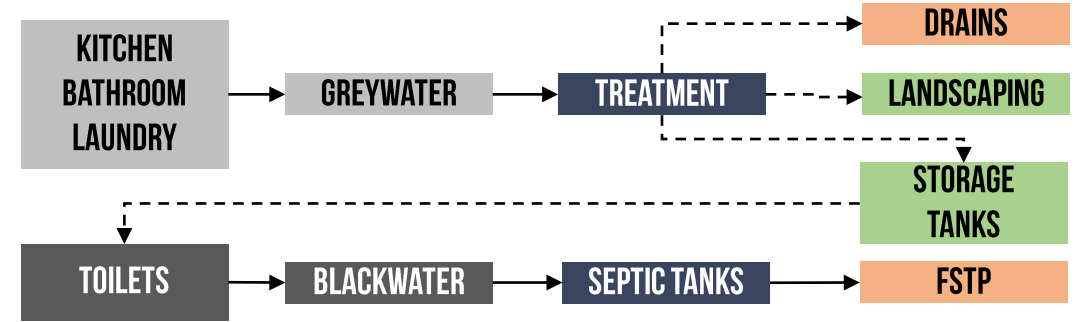 KITCHEN
BATHROOM
LAUNDRY
GREYWATER
TREATMENT
DRAINS
LANDSCAPING
STORAGE
TANKS
TOILETS
BLACKWATER
SEPTIC TANKS
FSTP